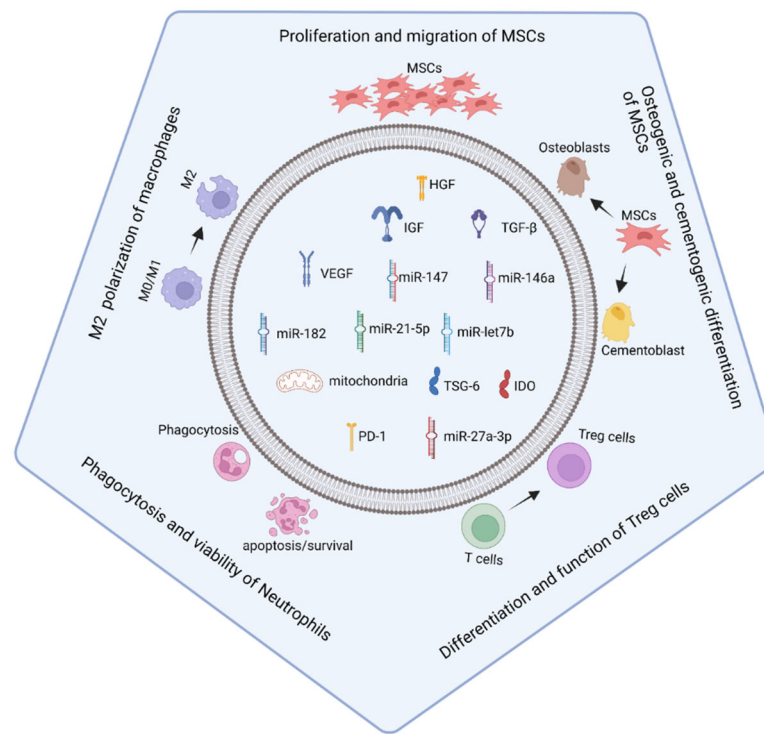 Proliferation and migration of MSCs
MSCs
Osteogenic and cementogenic differentiation
of MSCs
Osteoblasts
MSCs
Cementoblast
M2 polarization of macrophages
M2
M0/M1
HGF
IGF
TGF-β
VEGF
miR-147
miR-146a
miR-182
miR-21-5p
miR-let7b
mitochondria
TSG-6
IDO
PD-1
miR-27a-3p
Phagocytosis
apoptosis/survival
Phagocytosis and viability of Neutrophils
Treg cells
T cells
Differentiation and function of Treg cells